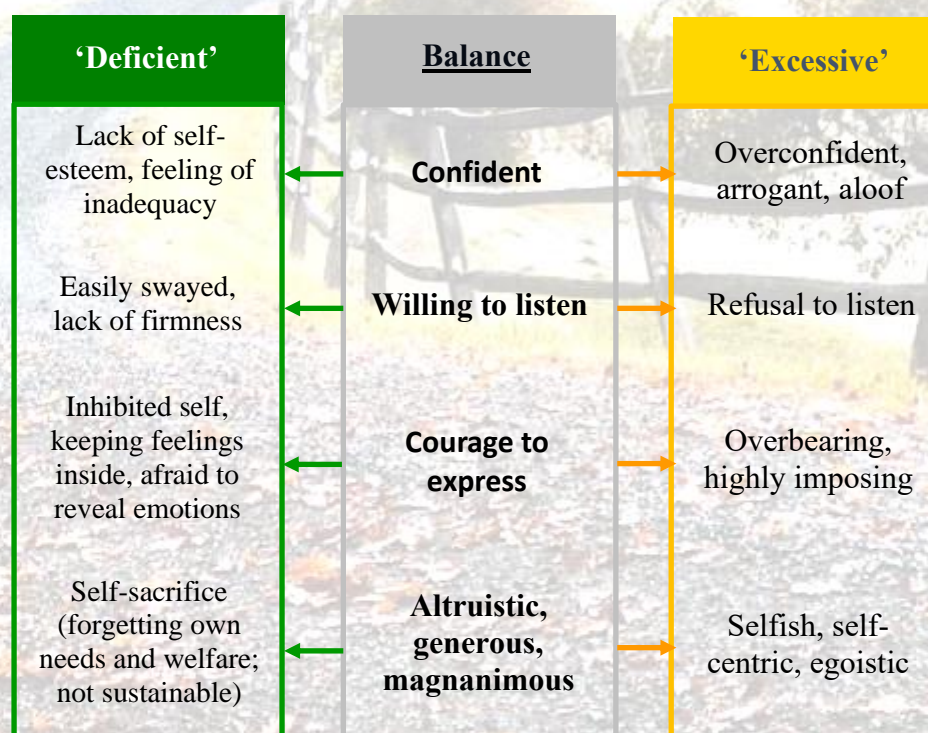 ‘Deficient’
Balance
‘Excessive’
Lack of self-
esteem, feeling of
inadequacy
Confident
Overconfident,
arrogant, aloof
Easily swayed,
lack of firmness
Willing to listen
Refusal to listen
Inhibited self,
keeping feelings
inside, afraid to
reveal emotions
Courage to
express
Overbearing,
highly imposing
Self-sacrifice
(forgetting own
needs and welfare;
not sustainable)
Altruistic,
generous,
magnanimous
Selfish, self-
centric, egoistic